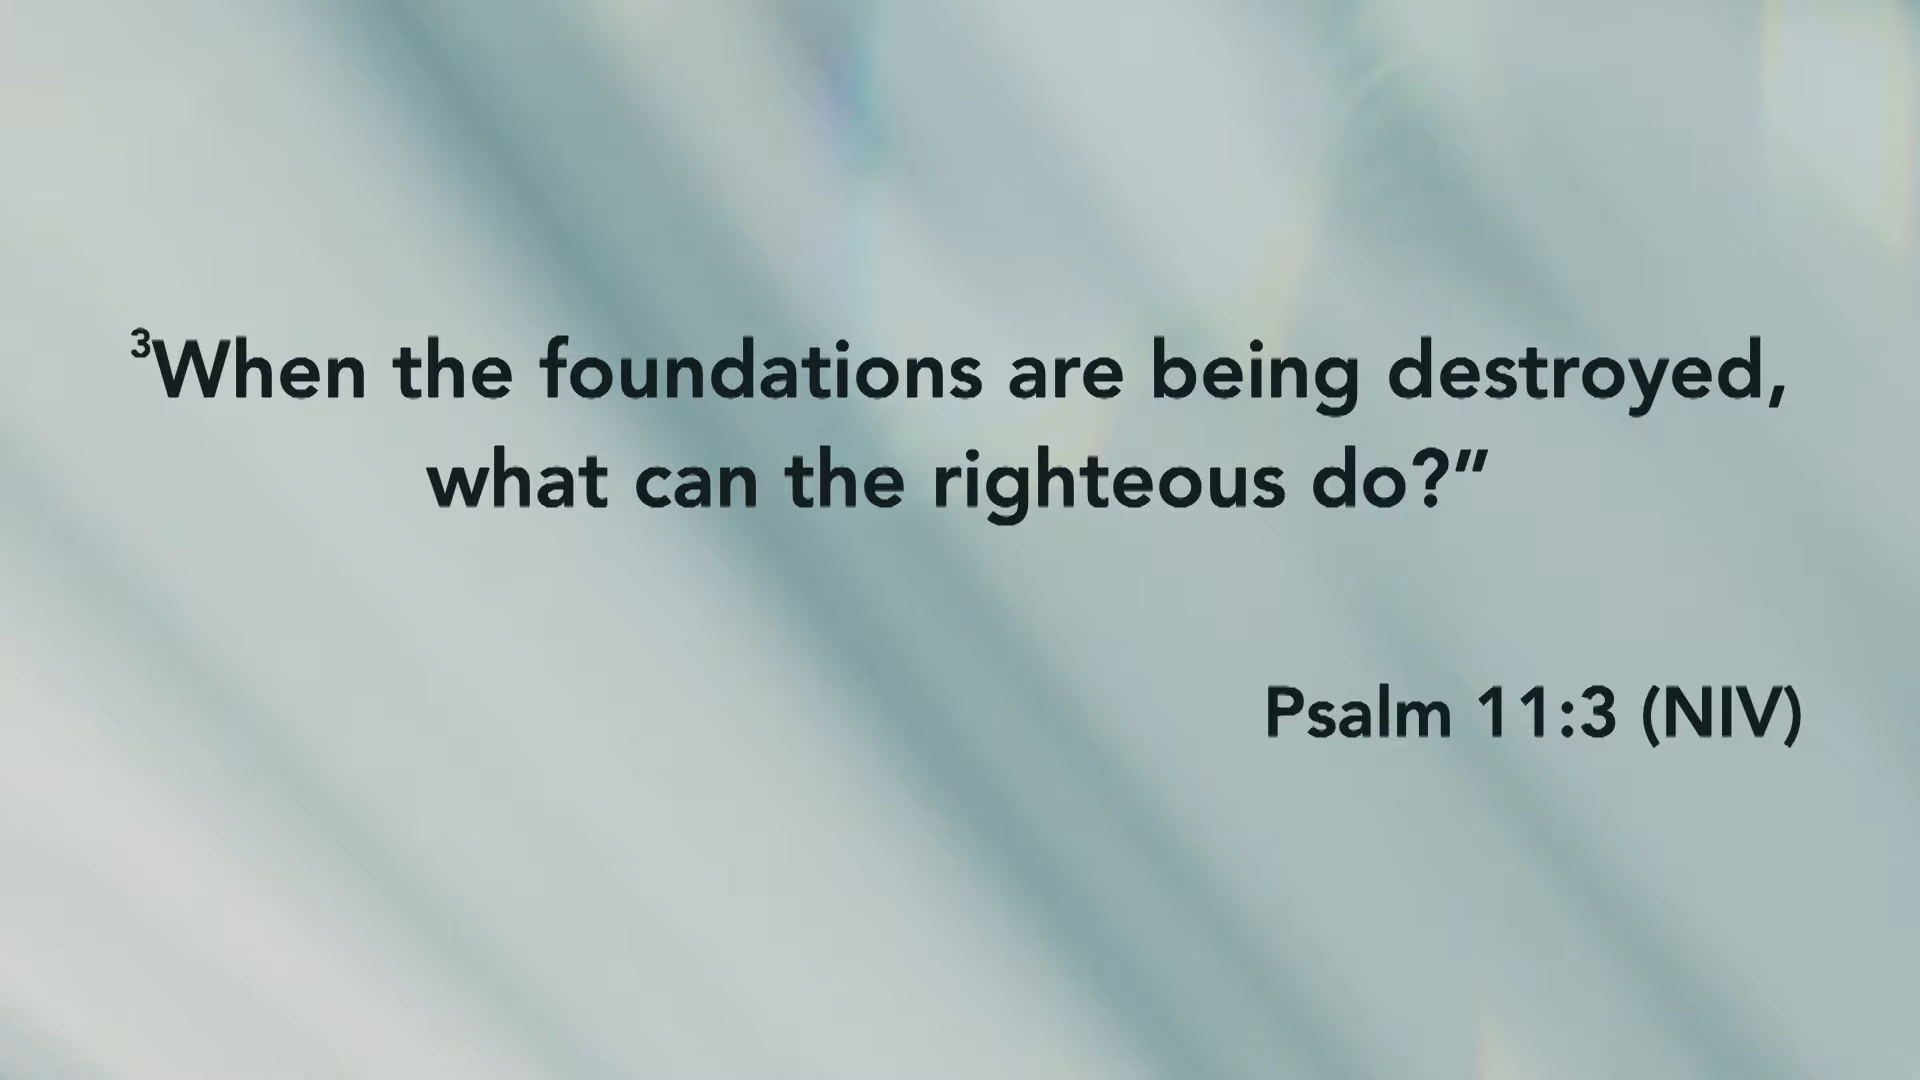 ³When the foundations are being destroyed,
what can the righteous do?”
Psalm 11:3 (NIV)